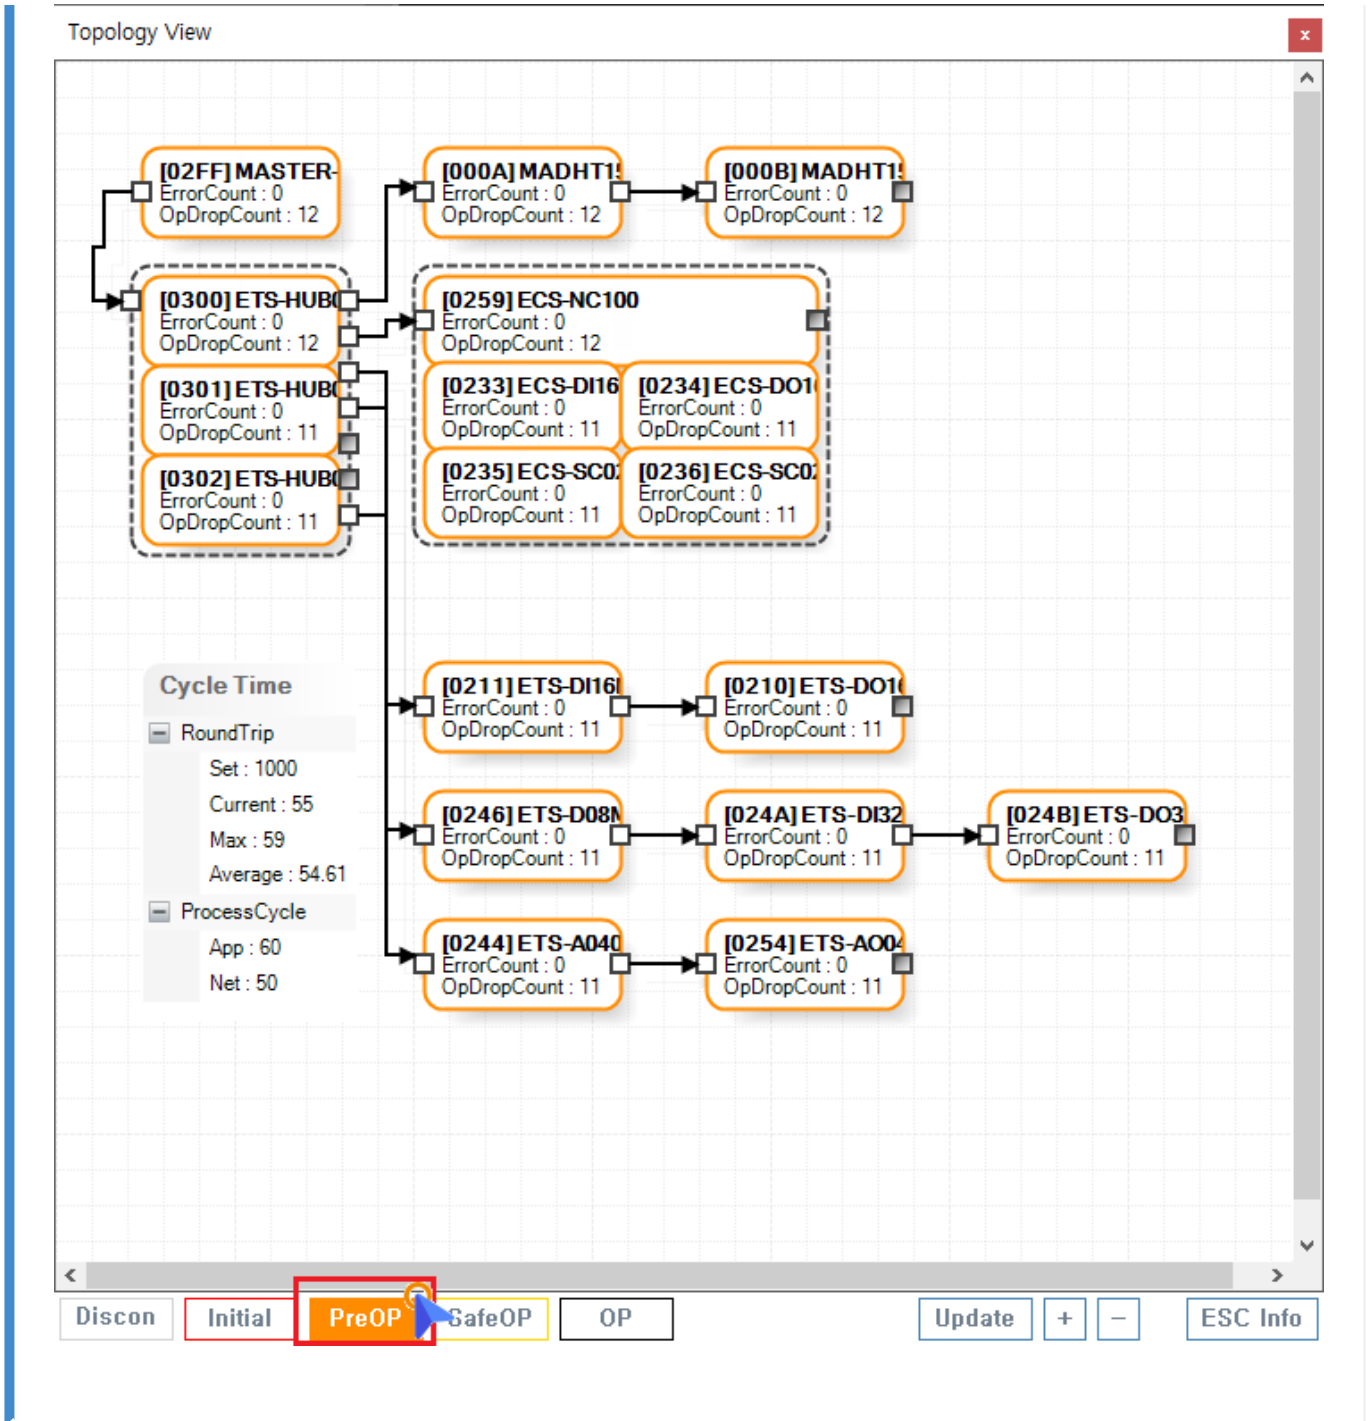 Topology View
x
[02FF] MASTER-
ErrorCount : 0
OpDropCount : 12
[000A] MADHT1
ErrorCount : 0
OpDropCount : 12
[000B] MADHT1
ErrorCount : 0
OpDropCount : 12
[0300] ETS-HUB
ErrorCount : 0
OpDropCount : 12
[0301] ETS-HUB
ErrorCount : 0
OpDropCount : 11
[0302] ETS-HUB
ErrorCount : 0
OpDropCount : 11
[0259] ECS-NC100
ErrorCount : 0
OpDropCount : 12
[0233] ECS-DI16
ErrorCount : 0
OpDropCount : 11
[0234] ECS-DO1
ErrorCount : 0
OpDropCount : 11
[0235] ECS-SC02
ErrorCount : 0
OpDropCount : 11
[0236] ECS-SC02
ErrorCount : 0
OpDropCount : 11
Cycle Time
RoundTrip
Set : 1000
Current : 55
Max : 59
Average : 54.61
ProcessCycle
App : 60
Net : 50
[0211] ETS-DI16
ErrorCount : 0
OpDropCount : 11
[0210] ETS-DO16
ErrorCount : 0
OpDropCount : 11
[0246] ETS-D08M
ErrorCount : 0
OpDropCount : 11
[024A] ETS-DI32
ErrorCount : 0
OpDropCount : 11
[024B] ETS-DO3
ErrorCount : 0
OpDropCount : 11
[0244] ETS-A040
ErrorCount : 0
OpDropCount : 11
[0254] ETS-AO04
ErrorCount : 0
OpDropCount : 11
Discon
Initial
PreOP
SafeOP
OP
Update
+
−
ESC Info